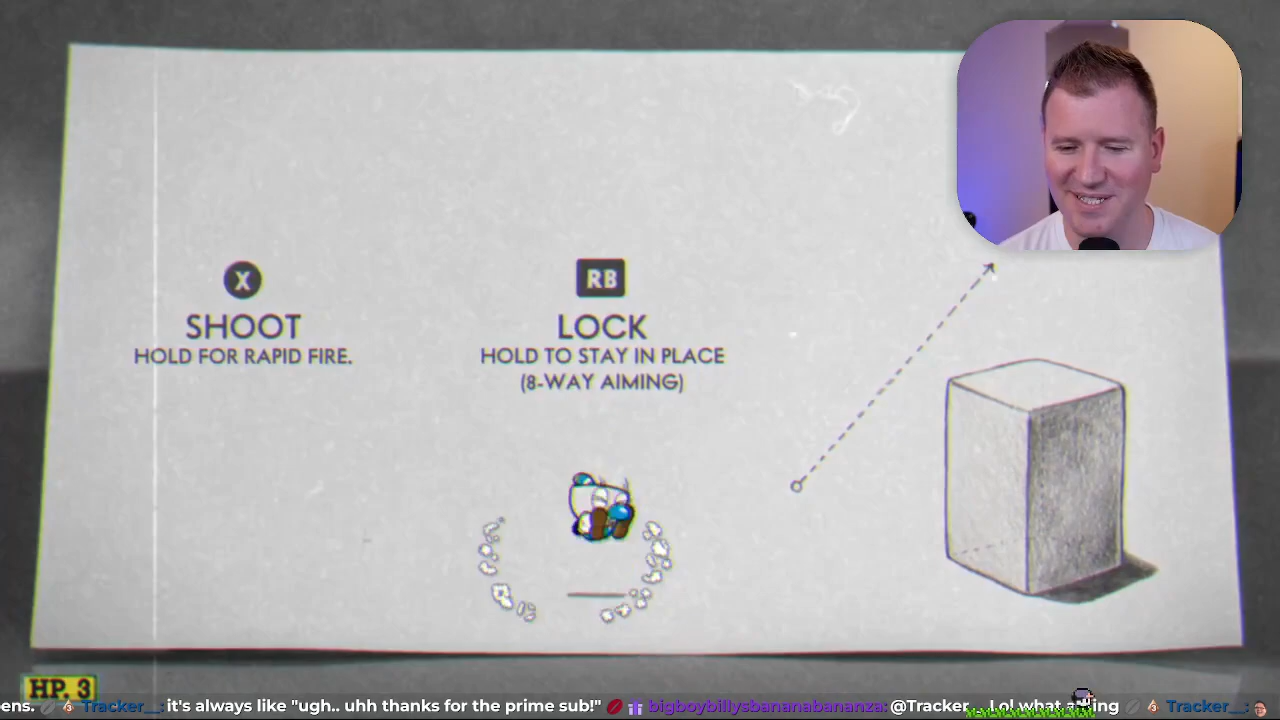 X
SHOOT
HOLD FOR RAPID FIRE.
RB
LOCK
HOLD TO STAY IN PLACE
(8-WAY AIMING)
HP. 3
ens. Tracker__: it's always like "ugh.. uhh thanks for the prime sub!" bigboybillysbananabananza: @Tracker__ Lol what a ing Tracker__: